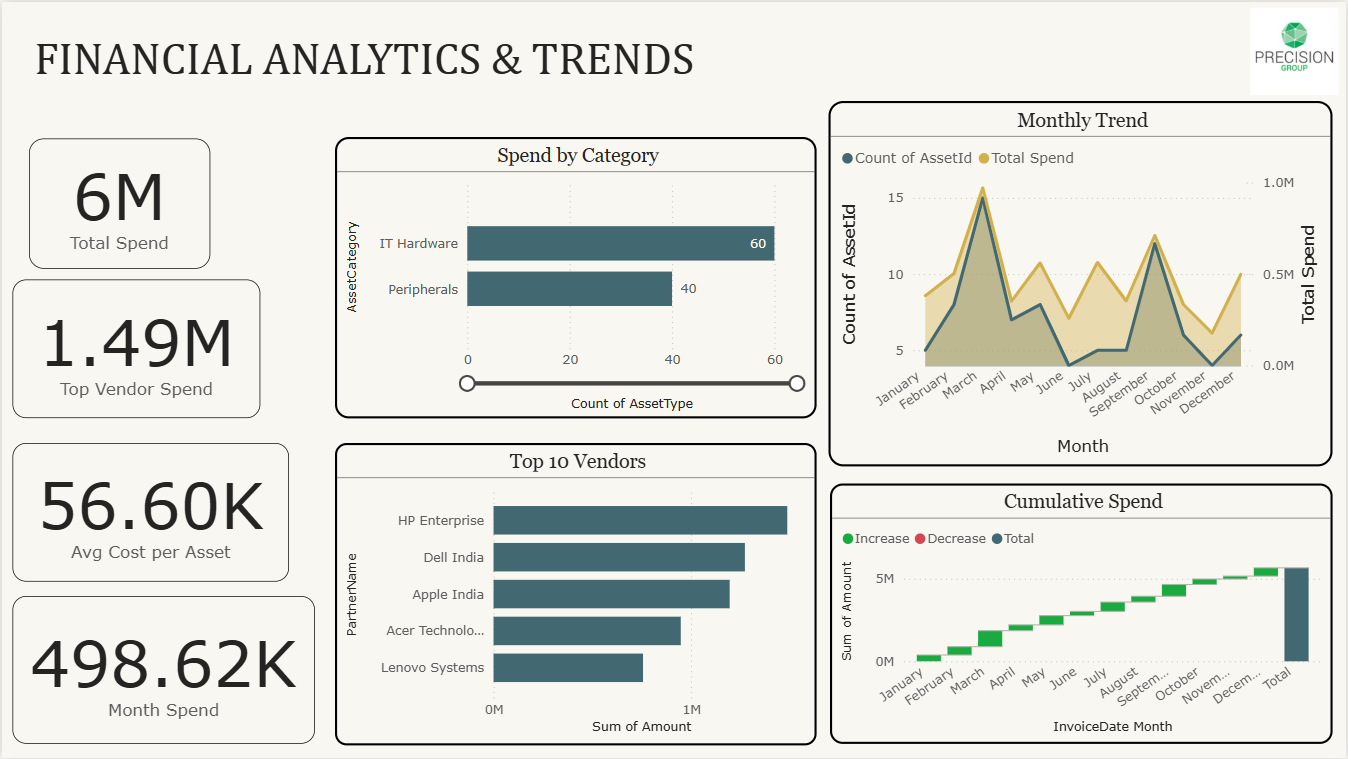 FINANCIAL ANALYTICS & TRENDS
PRECISION
GROUP
6M
Total Spend
1.49M
Top Vendor Spend
56.60K
Avg Cost per Asset
498.62K
Month Spend
Spend by Category
AssetCategory
IT Hardware
60
Peripherals
40
0 20 40 60
Count of AssetType
Top 10 Vendors
PartnerName
HP Enterprise
Dell India
Apple India
Acer Technolo...
Lenovo Systems
0M 1M
Sum of Amount
Monthly Trend
Count of AssetId Total Spend
Count of AssetId
15
10
5
1.0M
0.5M
0.0M
Total Spend
January February March April May June July August September October November December
Month
Cumulative Spend
Increase Decrease Total
Sum of Amount
5M
0M
January February March April May June July August Septem... October Novem... Decem... Total
InvoiceDate Month